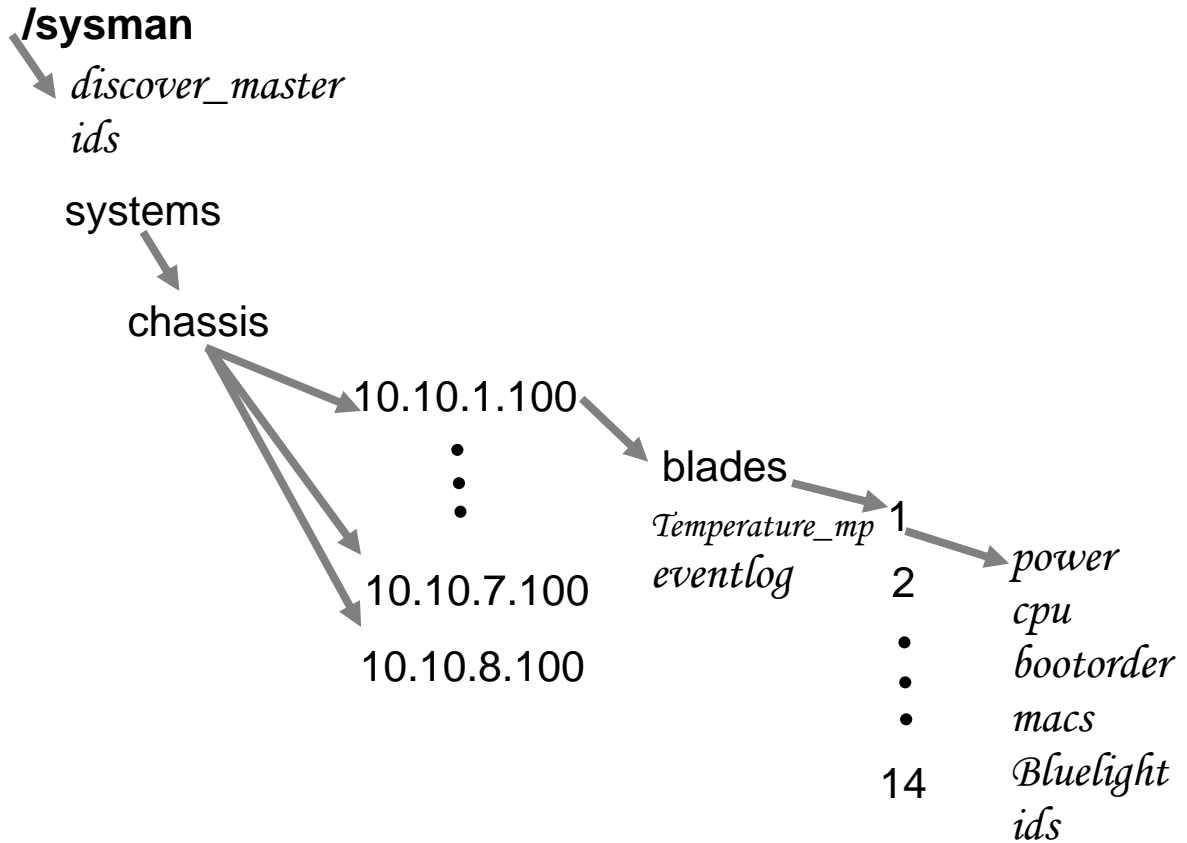 /sysman
discover_master
ids
systems
chassis
10.10.1.100
10.10.7.100
10.10.8.100
blades
Temperature_mp
eventlog
1
2
14
power
cpu
bootorder
macs
Bluelight
ids